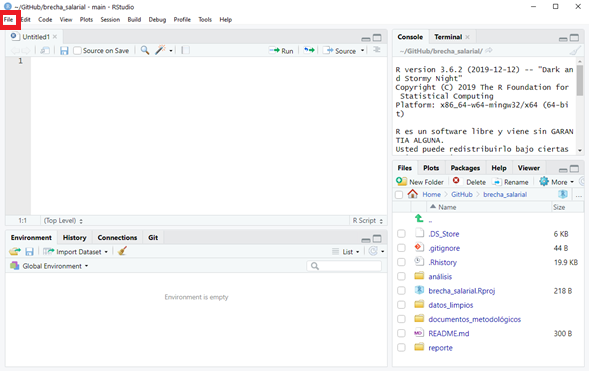 ~/GitHub/brecha_salarial - main - RStudio
File Edit Code View Plots Session Build Debug Profile Tools Help
Untitled1
Source on Save Run Source
1
1:1 (Top Level) R Script
Environment History Connections Git
Import Dataset List
Global Environment
Environment is empty
Console Terminal
~/GitHub/brecha_salarial/
R version 3.6.2 (2019-12-12) -- "Dark an
d Stormy Night"
Copyright (C) 2019 The R Foundation for
Statistical Computing
Platform: x86_64-w64-mingw32/x64 (64-bi
t)
R es un software libre y viene sin GARAN
TIA ALGUNA.
Usted puede redistribuirlo bajo ciertas
Files Plots Packages Help Viewer
New Folder Delete Rename More
Home GitHub brecha_salarial ...
Name Size
..
.DS_Store 6 KB
.gitignore 44 B
.Rhistory 19.9 KB
análisis
brecha_salarial.Rproj 218 B
datos_limpios
documentos_metodológicos
README.md 300 B
reporte